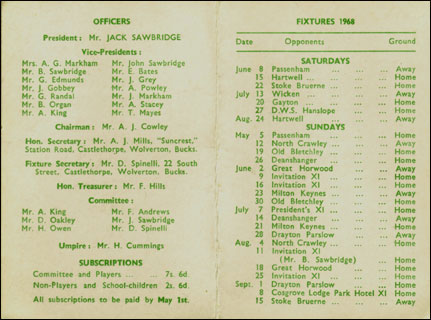 OFFICERS
President : Mr. JACK SAWBRIDGE
Vice-Presidents :
Mrs. A. G. Markham Mr. John Sawbridge
Mr. B. Sawbridge Mr. E. Bates
Mr. G. Edmunds Mr. J. Grey
Mr. J. Gobbey Mr. A. Powley
Mr. G. Randal Mr. J. Markham
Mr. B. Organ Mr. A. Stacey
Mr. A. King Mr. T. Mayes
Chairman : Mr. A. J. Cowley
Hon. Secretary : Mr. A. J. Mills, "Suncrest,"
Station Road, Castlethorpe, Wolverton, Bucks.
Fixture Secretary : Mr. D. Spinelli, 22 South
Street, Castlethorpe, Wolverton, Bucks.
Hon. Treasurer : Mr. F. Hills
Committee :
Mr. A. King Mr. F. Andrews
Mr. D. Oakley Mr. J. Sawbridge
Mr. H. Owen Mr. D. Spinelli
Umpire : Mr. H. Cummings
SUBSCRIPTIONS
Committee and Players ... ... 7s. 6d.
Non-Players and School-children 2s. 6d.
All subscriptions to be paid by May 1st.
FIXTURES 1968
Date Opponents Ground
SATURDAYS
June 8 Passenham ... ... ... Away
15 Hartwell ... ... ... Home
22 Stoke Bruerne ... ... ... Home
July 13 Wicken ... ... ... Away
20 Gayton ... ... ... Home
27 D.W.S. Hanslope ... ... Home
Aug. 24 Hartwell ... ... ... Away
SUNDAYS
May 5 Passenham ... ... ... Home
12 North Crawley ... ... ... Away
19 Old Bletchley ... ... ... Home
26 Deanshanger ... ... ... Home
June 2 Great Horwood ... ... ... Away
9 Invitation XI ... ... ... Home
16 Invitation XI ... ... ... Home
23 Milton Keynes ... ... ... Away
30 Old Bletchley ... ... ... Home
July 7 President's XI ... ... ... Home
14 Deanshanger ... ... ... Home
21 Milton Keynes ... ... ... Home
28 Drayton Parslow ... ... Away
Aug. 4 North Crawley ... ... ... Home
11 Invitation XI
(Mr. B. Sawbridge) ... Home
18 Great Horwood ... ... ... Home
25 Invitation XI ... ... ... Home
Sept. 1 Drayton Parslow ... ... Home
8 Cosgrove Lodge Park Hotel XI Home
15 Stoke Bruerne ... ... ... Away